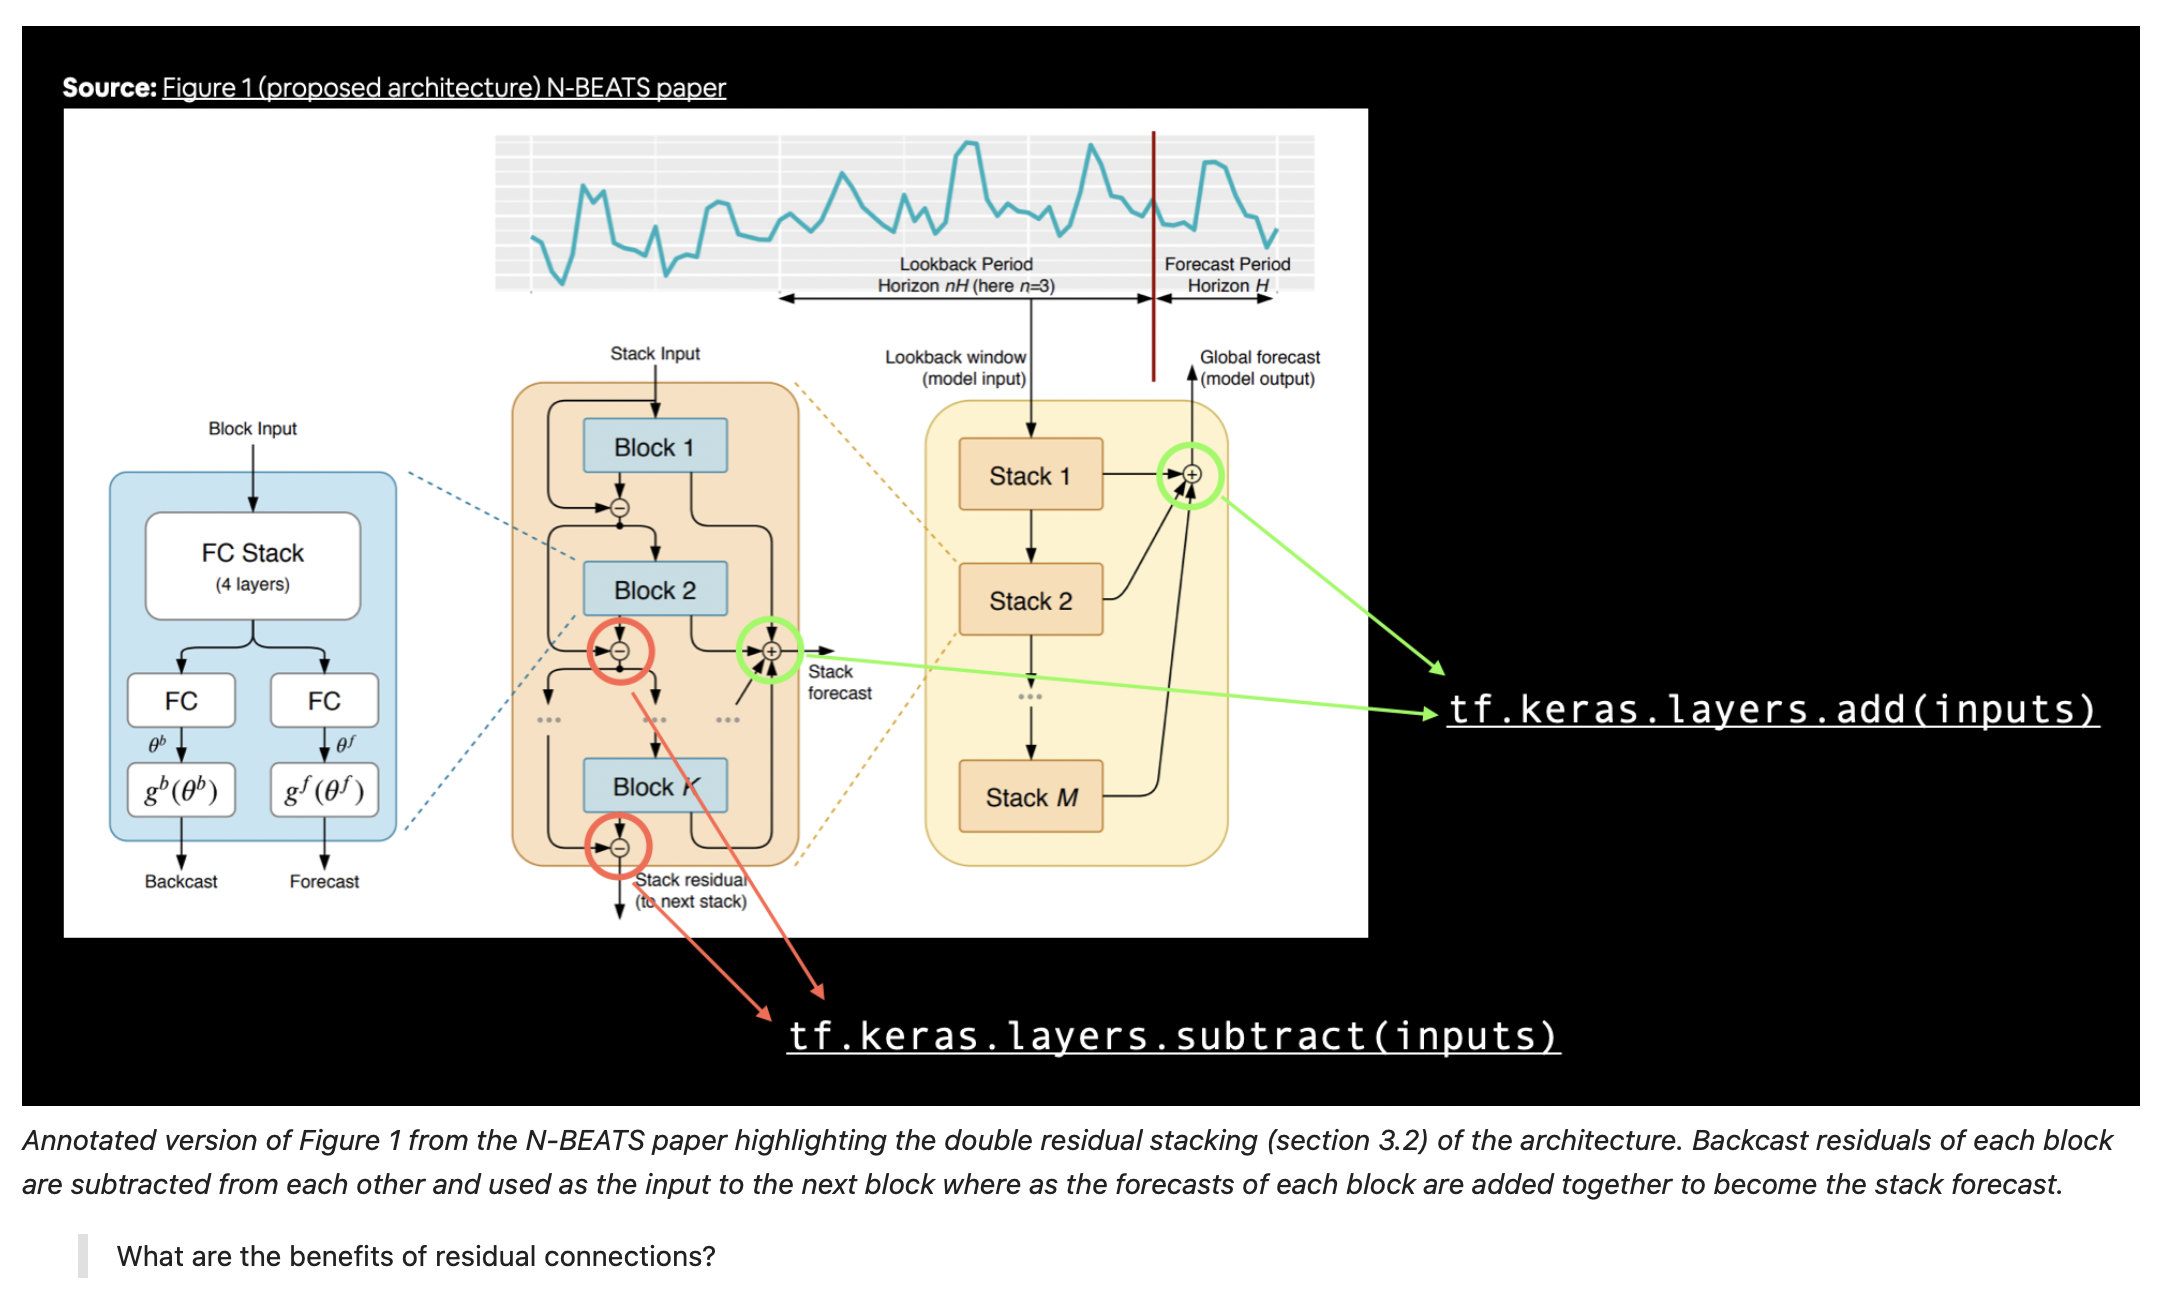 Source: Figure 1 (proposed architecture) N-BEATS paper
Lookback Period
Horizon nH (here n=3)
Forecast Period
Horizon H
Stack Input
Lookback window
(model input)
Global forecast
(model output)
Block Input
FC Stack
(4 layers)
FC
FC
θᵇ
θᶠ
gᵇ(θᵇ)
gᶠ(θᶠ)
Backcast
Forecast
Block 1
−
Block 2
−
+
Stack
forecast
...
...
...
Block K
−
Stack residual
(to next stack)
Stack 1
+
Stack 2
...
Stack M
tf.keras.layers.add(inputs)
tf.keras.layers.subtract(inputs)
Annotated version of Figure 1 from the N-BEATS paper highlighting the double residual stacking (section 3.2) of the architecture. Backcast residuals of each block
are subtracted from each other and used as the input to the next block where as the forecasts of each block are added together to become the stack forecast.
What are the benefits of residual connections?